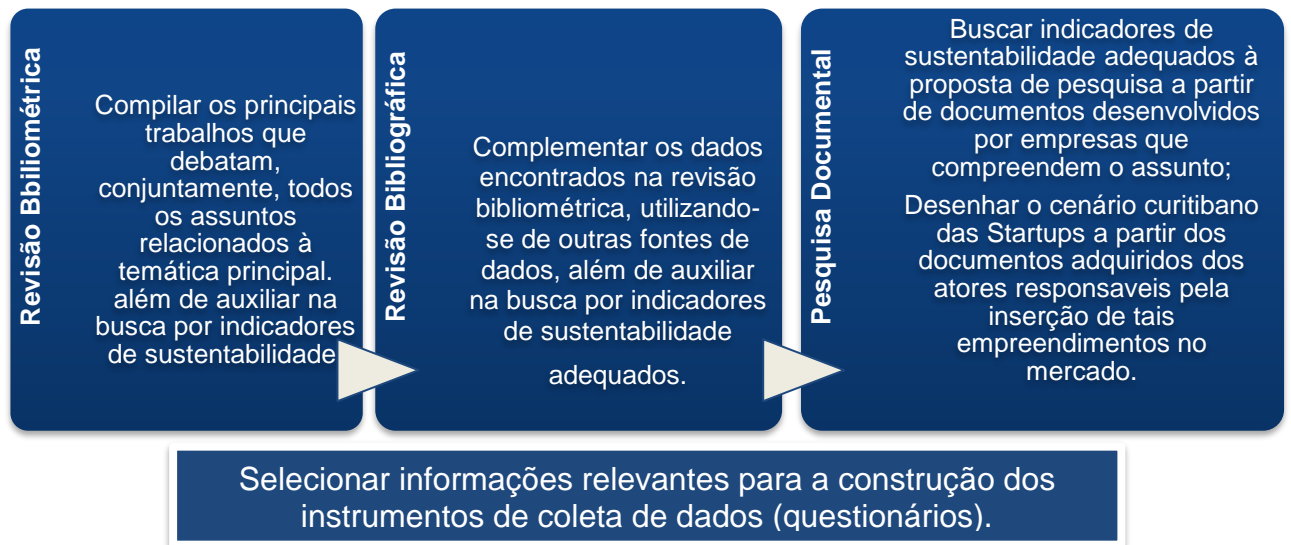 Revisão Bbiliométrica
Compilar os principais
trabalhos que
debatam,
conjuntamente, todos
os assuntos
relacionados à
temática principal.
além de auxiliar na
busca por indicadores
de sustentabilidade
Revisão Bibliográfica
Complementar os dados
encontrados na revisão
bibliométrica, utilizando-
se de outras fontes de
dados, além de auxiliar
na busca por indicadores
de sustentabilidade
adequados.
Pesquisa Documental
Buscar indicadores de
sustentabilidade adequados à
proposta de pesquisa a partir
de documentos desenvolvidos
por empresas que
compreendem o assunto;
Desenhar o cenário curitibano
das Startups a partir dos
documentos adquiridos dos
atores responsaveis pela
inserção de tais
empreendimentos no
mercado.
Selecionar informações relevantes para a construção dos
instrumentos de coleta de dados (questionários).